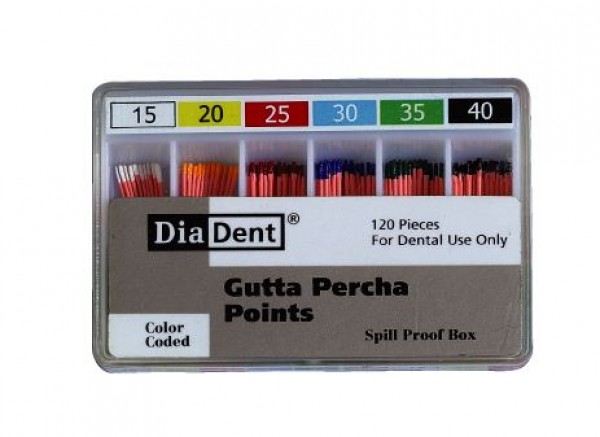 15 20 25 30 35 40
DiaDent®
120 Pieces
For Dental Use Only
Gutta Percha
Points
Color
Coded
Spill Proof Box